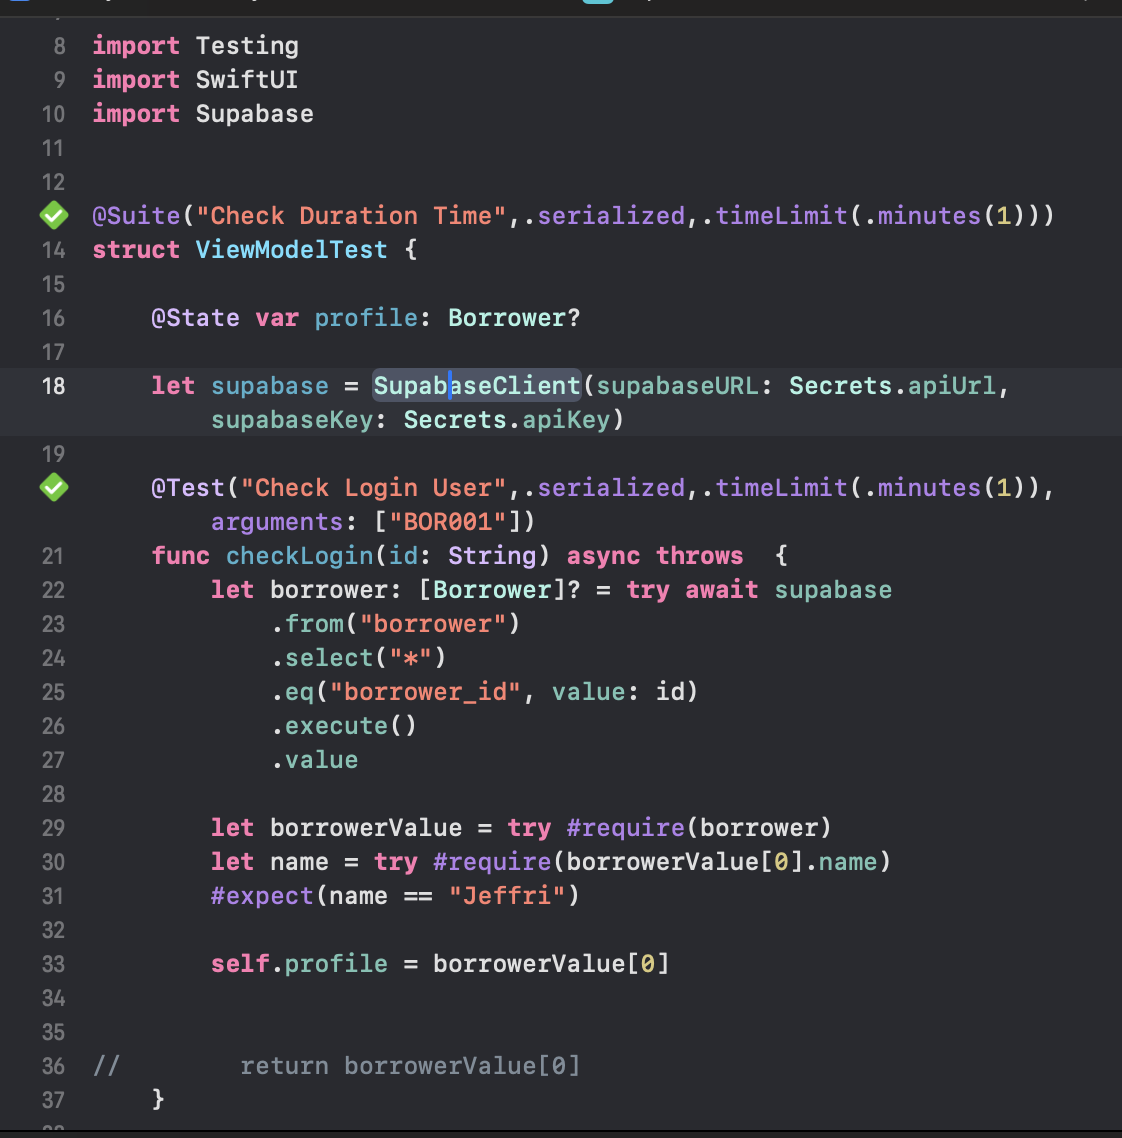 8 import Testing
9 import SwiftUI
10 import Supabase
11
12
@Suite("Check Duration Time",.serialized,.timeLimit(.minutes(1)))
14 struct ViewModelTest {
15
16 @State var profile: Borrower?
17
18 let supabase = SupabaseClient(supabaseURL: Secrets.apiUrl,
supabaseKey: Secrets.apiKey)
19
@Test("Check Login User",.serialized,.timeLimit(.minutes(1)),
arguments: ["BOR001"])
21 func checkLogin(id: String) async throws  {
22 let borrower: [Borrower]? = try await supabase
23 .from("borrower")
24 .select("*")
25 .eq("borrower_id", value: id)
26 .execute()
27 .value
28
29 let borrowerValue = try #require(borrower)
30 let name = try #require(borrowerValue[0].name)
31 #expect(name == "Jeffri")
32
33 self.profile = borrowerValue[0]
34
35
36 // return borrowerValue[0]
37 }